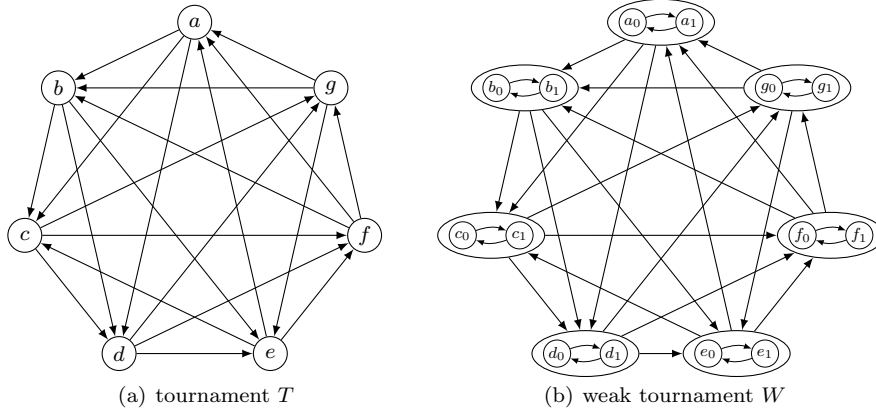 a a₀ a₁
b g b₀ b₁ g₀ g₁
c f c₀ c₁ f₀ f₁
d e d₀ d₁ e₀ e₁
(a) tournament T (b) weak tournament W